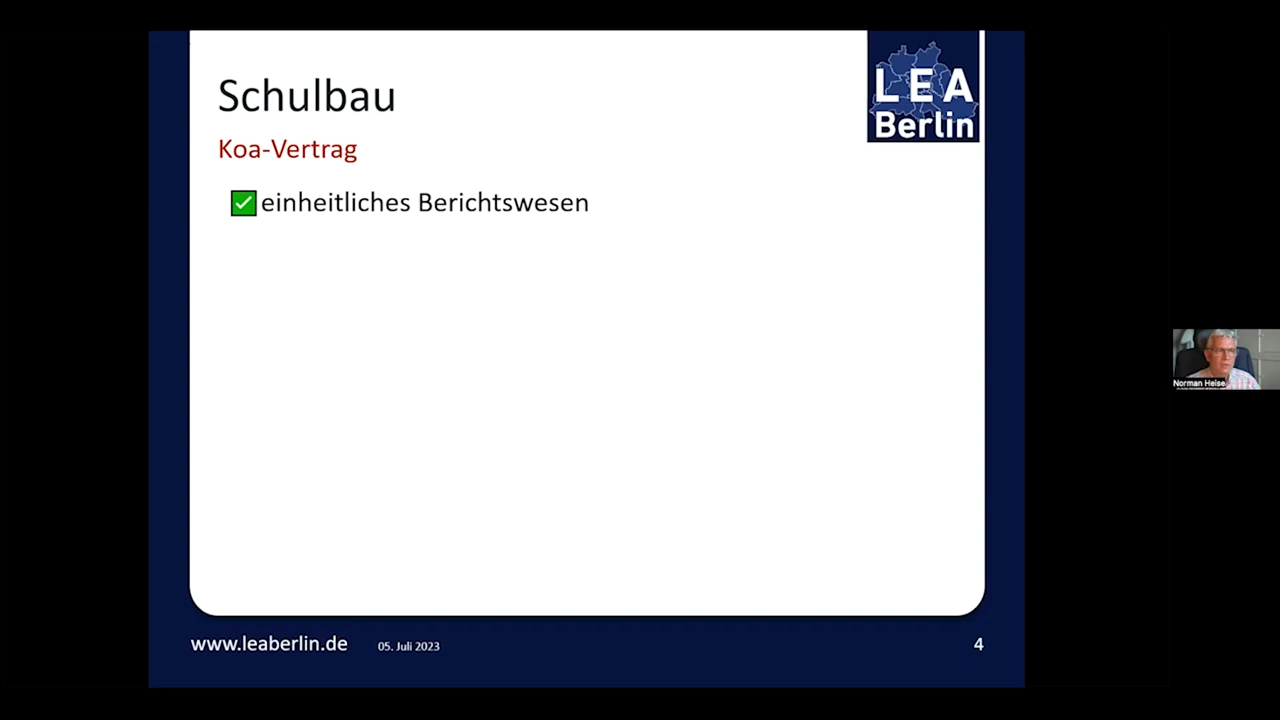 Schulbau
Koa-Vertrag
✅ einheitliches Berichtswesen
LEA
Berlin
Norman Heise
www.leaberlin.de
05. Juli 2023
4